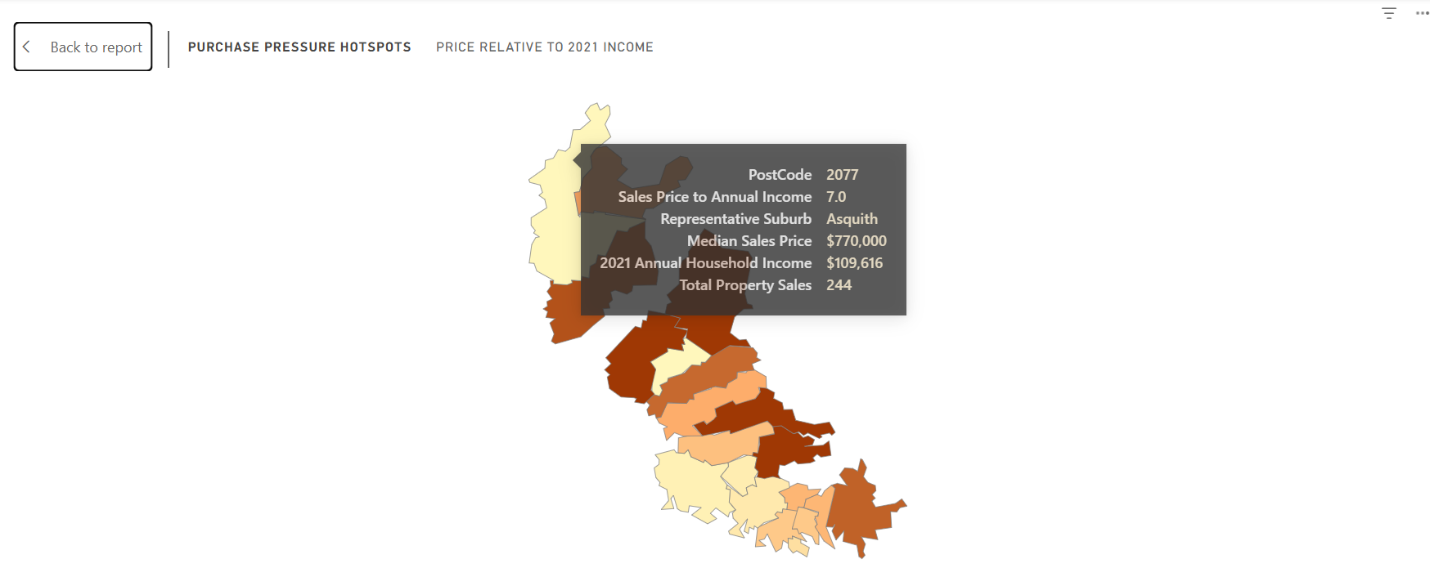 Back to report
PURCHASE PRESSURE HOTSPOTS
PRICE RELATIVE TO 2021 INCOME
PostCode 2077
Sales Price to Annual Income 7.0
Representative Suburb Asquith
Median Sales Price $770,000
2021 Annual Household Income $109,616
Total Property Sales 244